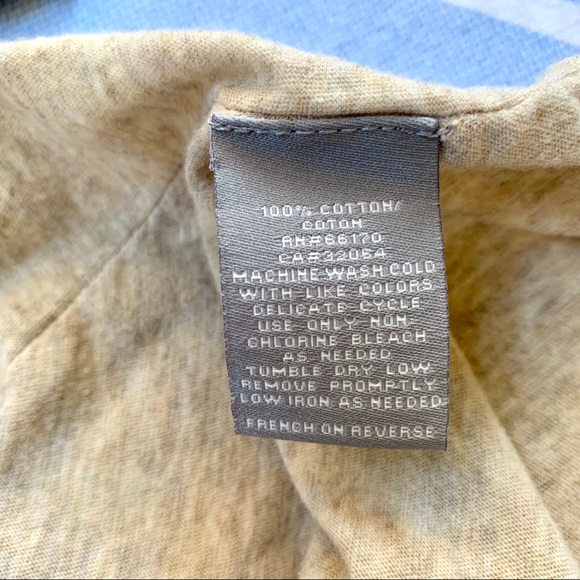 100% COTTON/
COTON
RN#66170
CA#32054
MACHINE WASH COLD
WITH LIKE COLORS
DELICATE CYCLE
USE ONLY NON
CHLORINE BLEACH
AS NEEDED
TUMBLE DRY LOW
REMOVE PROMPTLY
LOW IRON AS NEEDED
FRENCH ON REVERSE